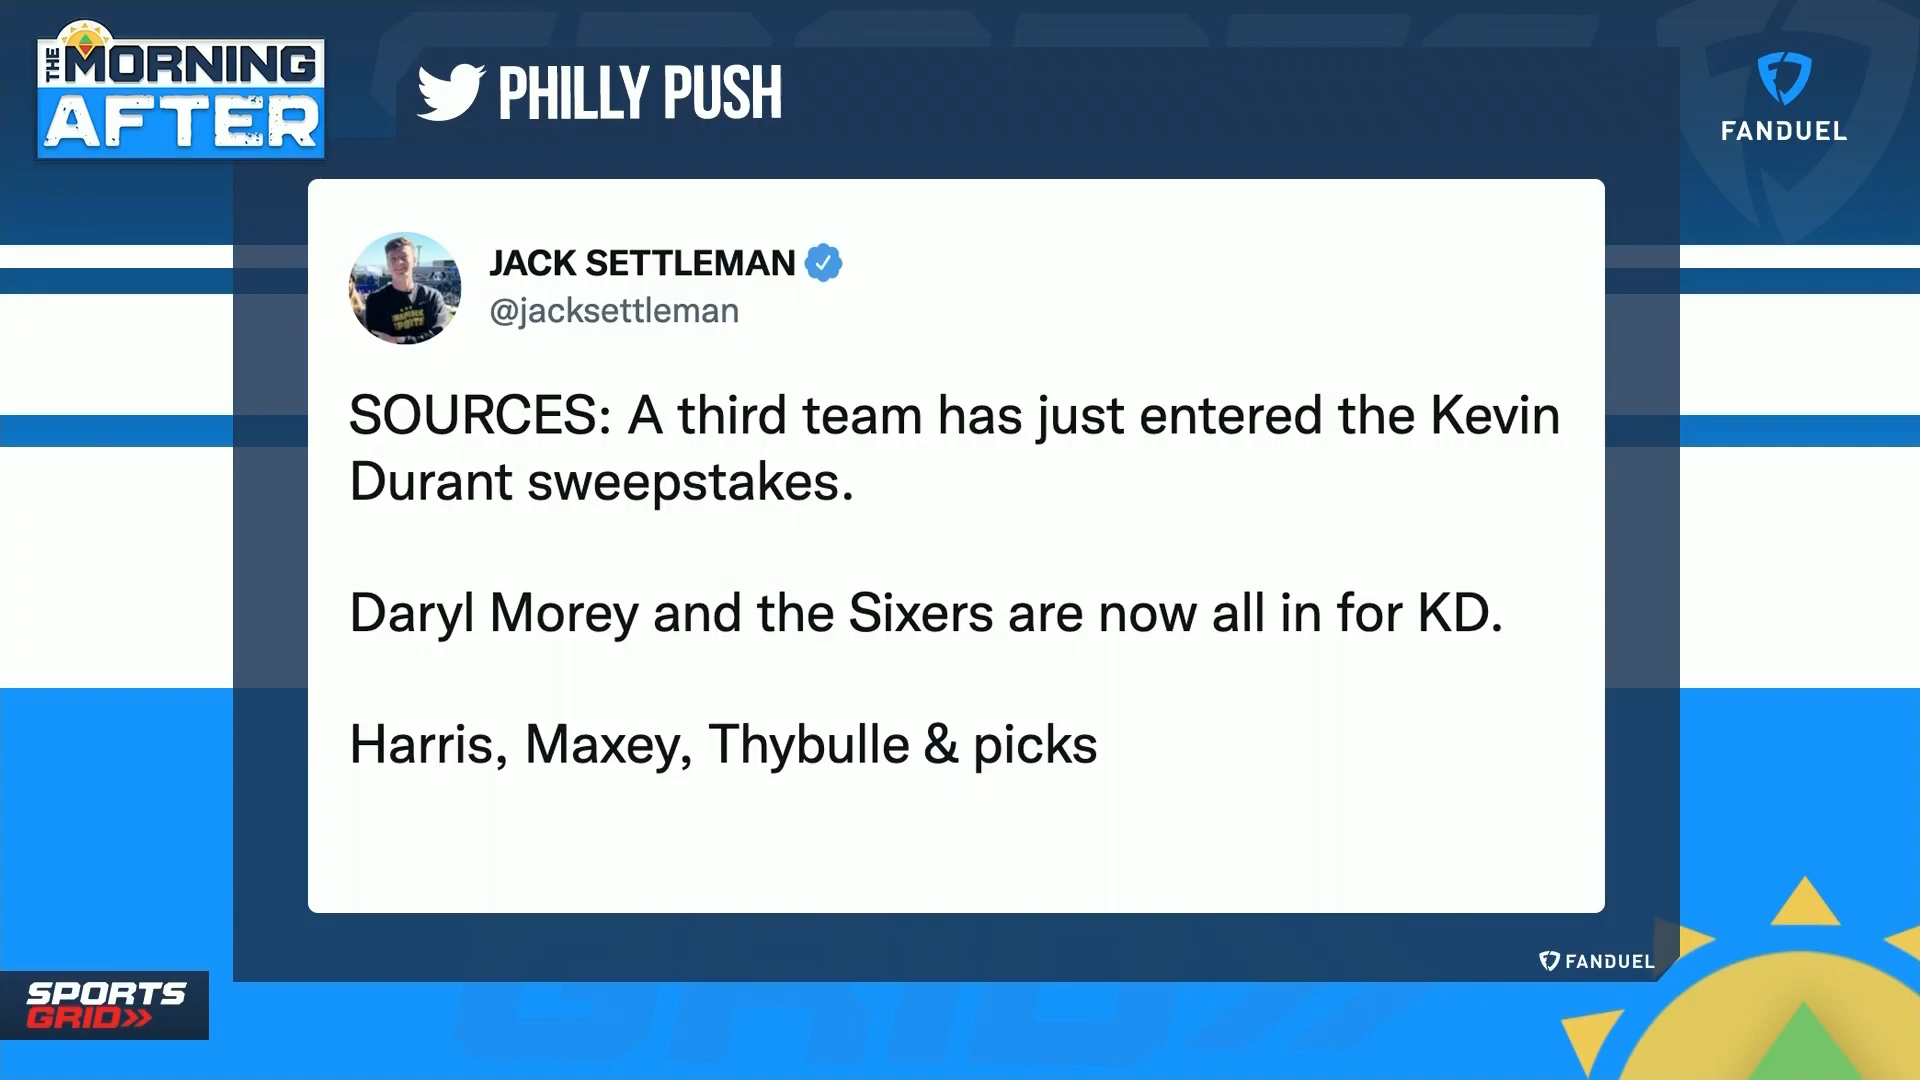 THE MORNING
AFTER
PHILLY PUSH
FANDUEL
JACK SETTLEMAN
@jacksettleman
SOURCES: A third team has just entered the Kevin
Durant sweepstakes.
Daryl Morey and the Sixers are now all in for KD.
Harris, Maxey, Thybulle & picks
FANDUEL
SPORTS
GRID